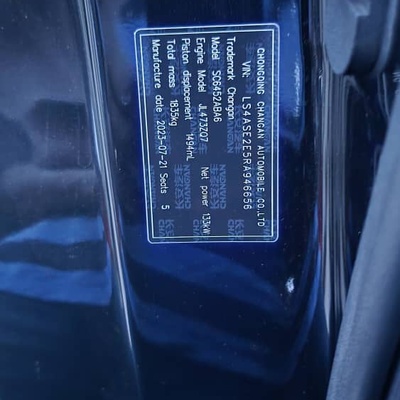 CHONGQING CHANGAN AUTOMOBILE CO.,LTD
VIN: LS4ASE2E5RA946656
Trademark Changan
Model SC6452ABA6
Engine Model JL473ZQ7
Piston displacement 1494mL Net power 133kW
Total mass 1835kg
Manufacture date 2023-07-21 Seats 5